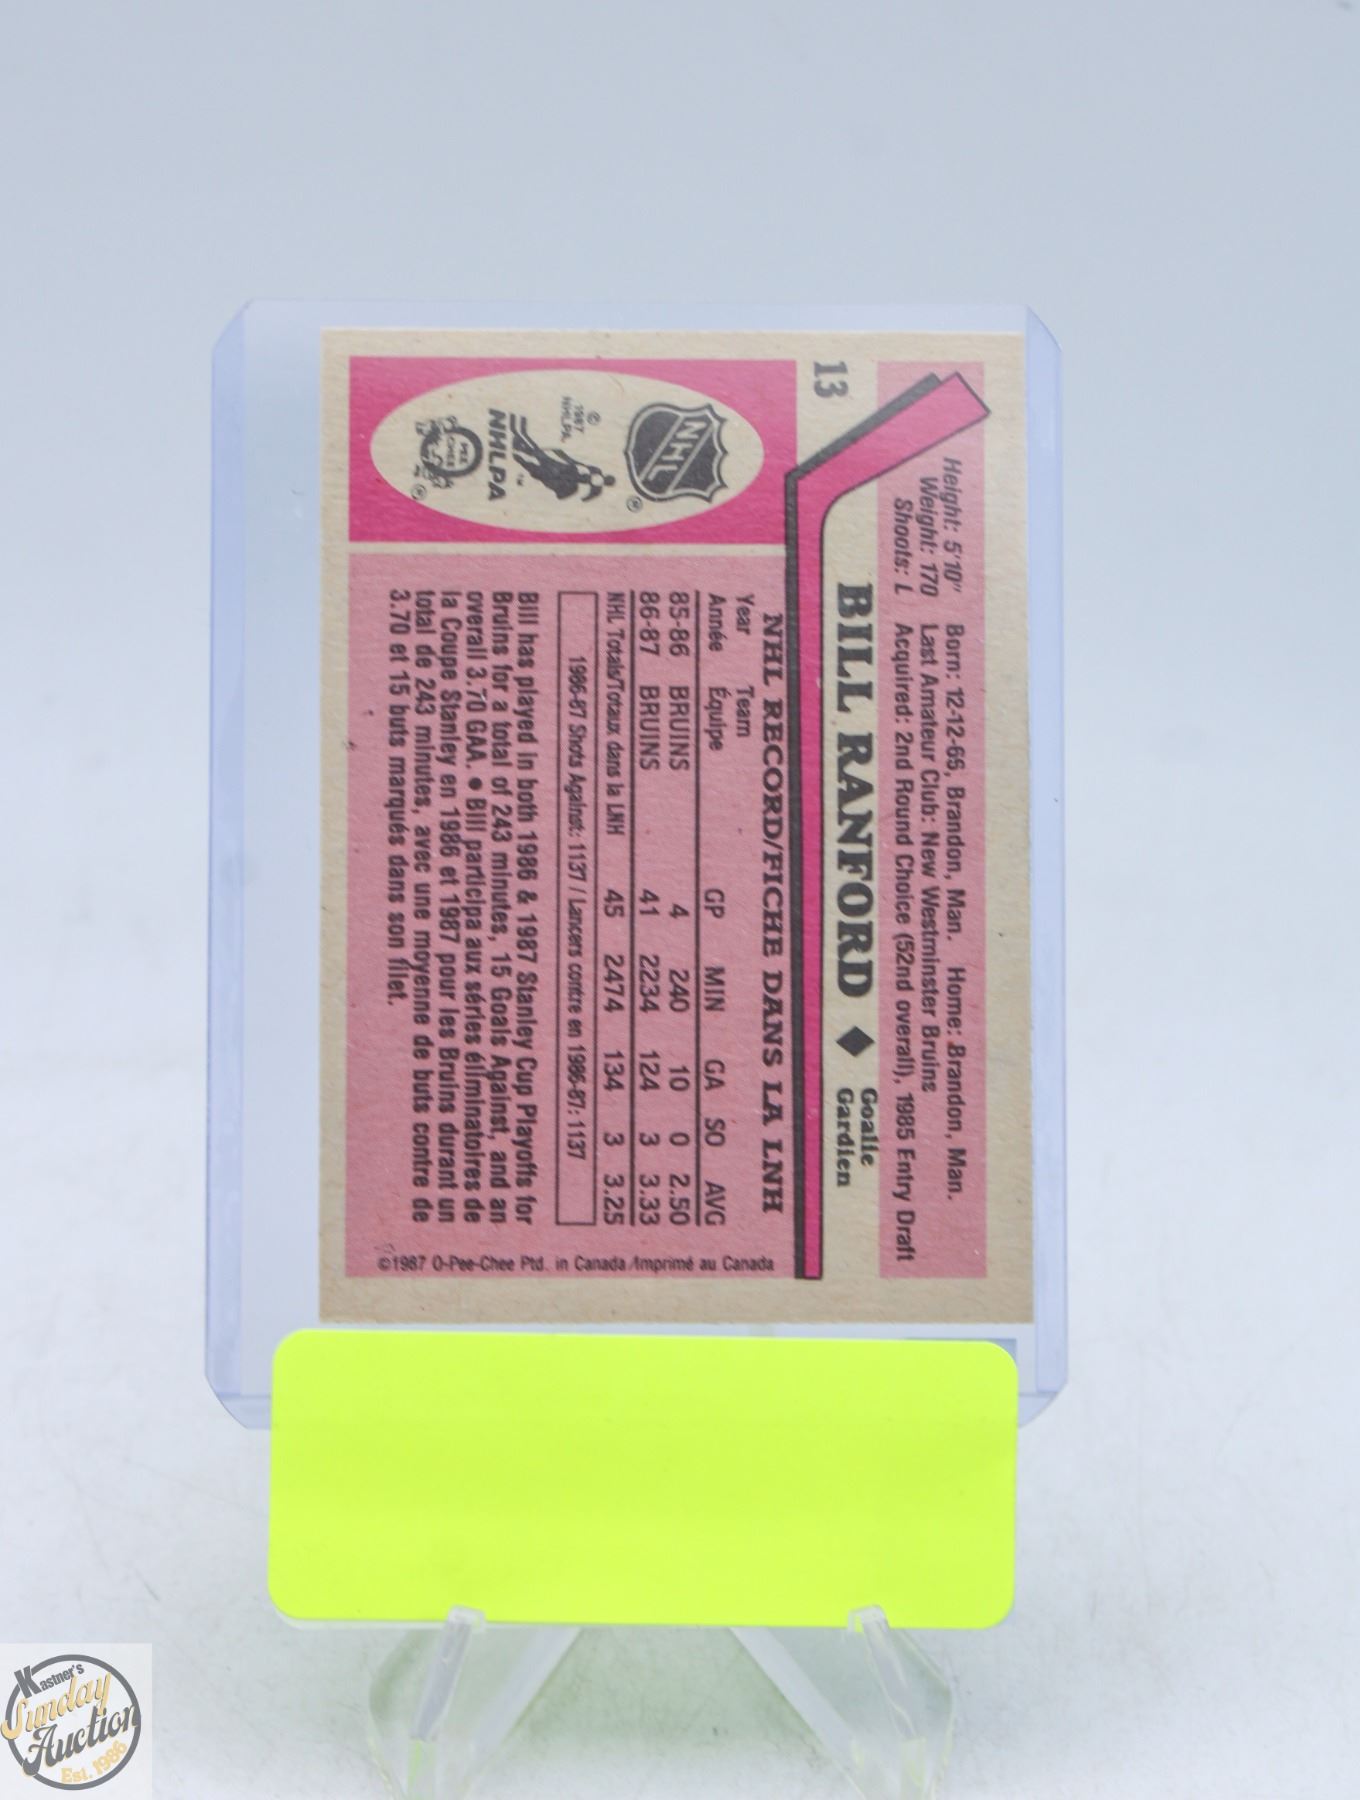 13
Height: 5'10" Born: 12-12-66, Brandon, Man. Home: Brandon, Man.
Weight: 170 Last Amateur Club: New Westminster Bruins
Shoots: L Acquired: 2nd Round Choice (52nd overall), 1985 Entry Draft
BILL RANFORD ◆ Goalie
Gardien
NHL RECORD/FICHE DANS LA LNH
Year Team
Année Équipe GP MIN GA SO AVG
85-86 BRUINS 4 240 10 0 2.50
86-87 BRUINS 41 2234 124 3 3.33
NHL Totals/Totaux dans la LNH 45 2474 134 3 3.25
1986-87 Shots Against: 1137 / Lancers contre en 1986-87: 1137
Bill has played in both 1986 & 1987 Stanley Cup Playoffs for
Bruins for a total of 243 minutes, 15 Goals Against, and an
overall 3.70 GAA. ● Bill participa aux séries éliminatoires de
la Coupe Stanley en 1986 et 1987 pour les Bruins durant un
total de 243 minutes, avec une moyenne de buts contre de
3.70 et 15 buts marqués dans son filet.
©1987 O-Pee-Chee Ptd. in Canada/Imprimé au Canada
NHL
®
©
1987
NHLPA
™
NHLPA
O
PEE
CHEE
®
Kastner's
Sunday
Auction
Est. 1986